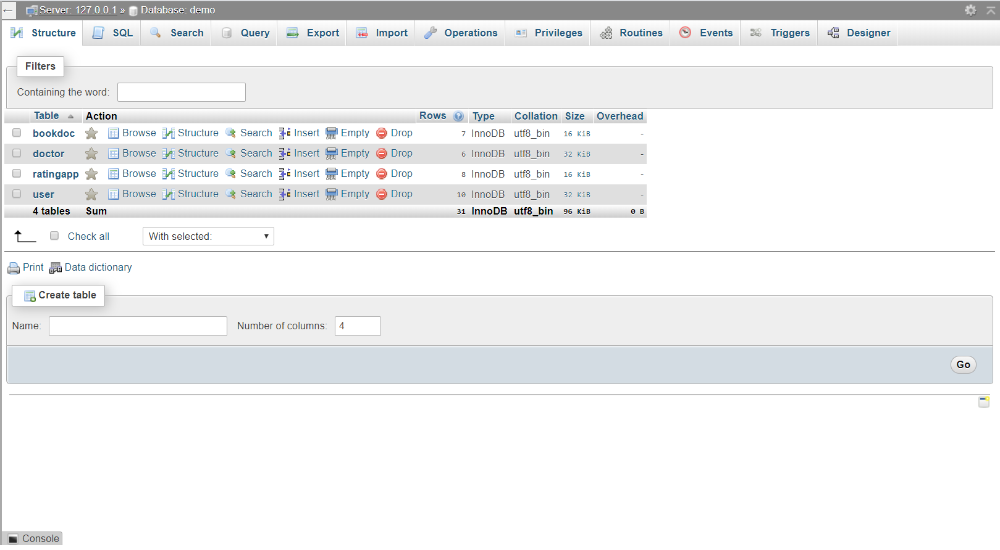 ← Server: 127.0.0.1 » Database: demo
Structure SQL Search Query Export Import Operations Privileges Routines Events Triggers Designer
Filters
Containing the word:
Table Action Rows Type Collation Size Overhead
bookdoc Browse Structure Search Insert Empty Drop 7 InnoDB utf8_bin 16 KiB -
doctor Browse Structure Search Insert Empty Drop 6 InnoDB utf8_bin 32 KiB -
ratingapp Browse Structure Search Insert Empty Drop 8 InnoDB utf8_bin 16 KiB -
user Browse Structure Search Insert Empty Drop 10 InnoDB utf8_bin 32 KiB -
4 tables Sum 31 InnoDB utf8_bin 96 KiB 0 B
Check all With selected:
Print Data dictionary
Create table
Name: Number of columns: 4
Go
Console